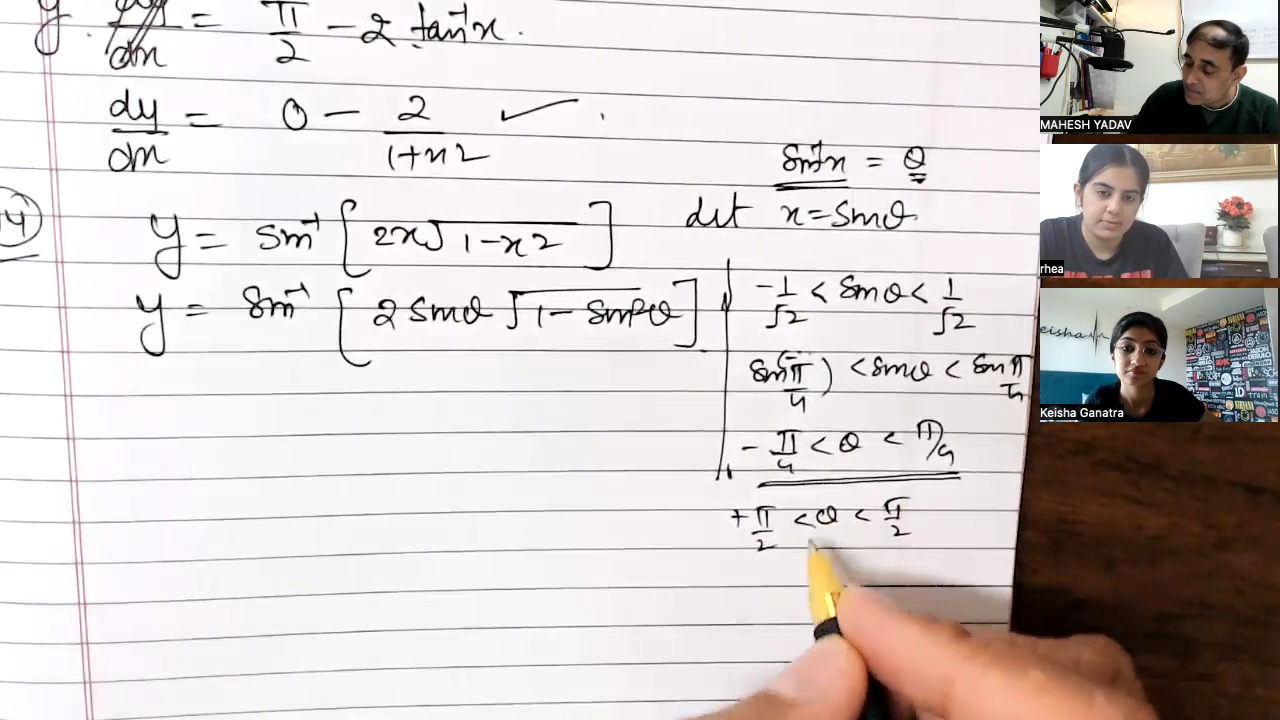 y. dy/dx = π/2 - 2 tan⁻¹x.
dy/dx = 0 - 2/1+x2 ✓ .
14
y = Sin⁻¹ [ 2x√1-x2 ]
y = Sin⁻¹ [ 2 Sinθ √1-Sin²θ ]
Sin⁻¹x = θ
Let x = Sinθ
-1/√2 < Sinθ < 1/√2
Sin(-π/4) < Sinθ < Sin π/4
-π/4 < θ < π/4
+π/2 < θ < π/2
MAHESH YADAV
rhea
eisha
Keisha Ganatra